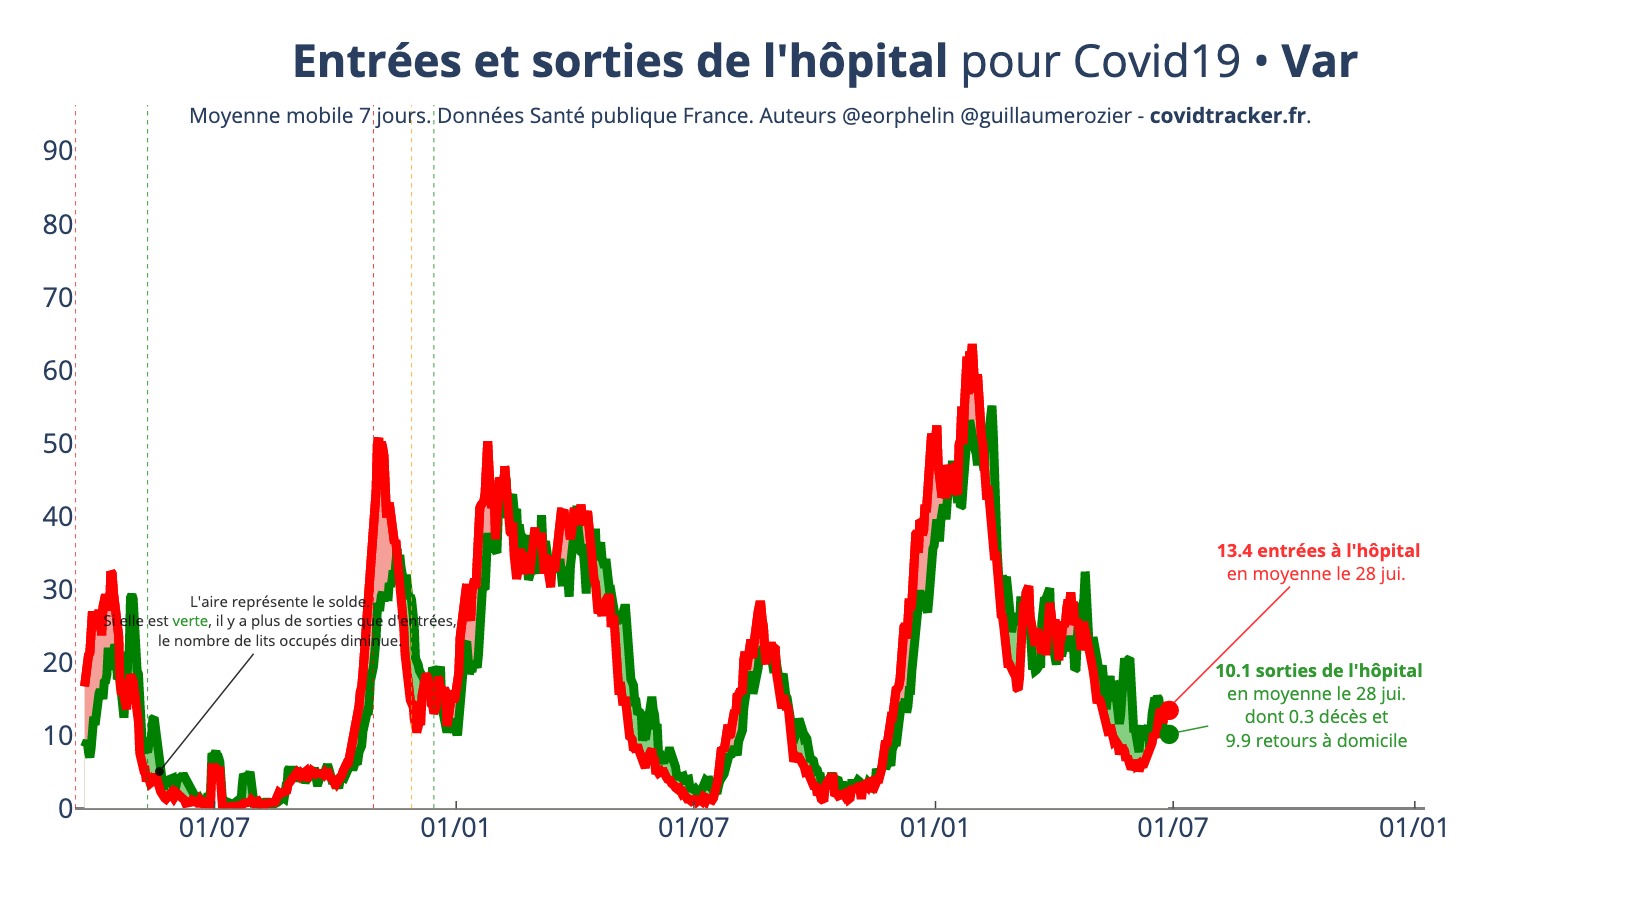 Entrées et sorties de l'hôpital pour Covid19 • Var
Moyenne mobile 7 jours. Données Santé publique France. Auteurs @eorphelin @guillaumerozier - covidtracker.fr.
90
80
70
60
50
40
30
20
10
0
L'aire représente le solde.
Si elle est verte, il y a plus de sorties que d'entrées,
le nombre de lits occupés diminue.
13.4 entrées à l'hôpital
en moyenne le 28 jui.
10.1 sorties de l'hôpital
en moyenne le 28 jui.
dont 0.3 décès et
9.9 retours à domicile
01/07
01/01
01/07
01/01
01/07
01/01